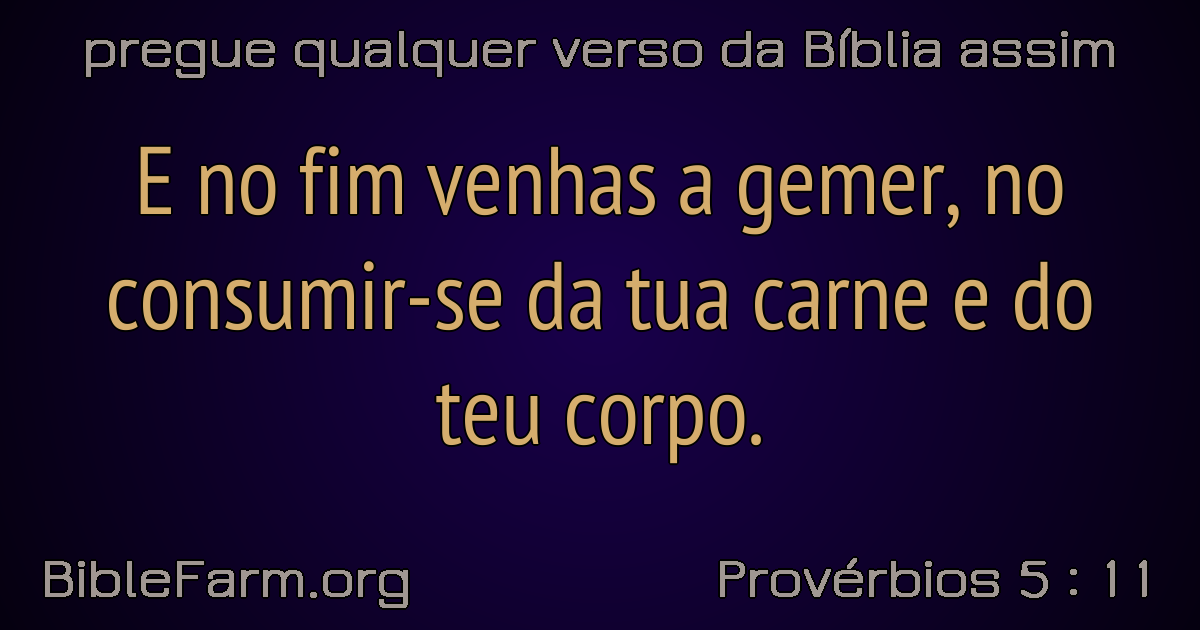 pregue qualquer verso da Bíblia assim
E no fim venhas a gemer, no
consumir-se da tua carne e do
teu corpo.
BibleFarm.org
Provérbios 5 : 11